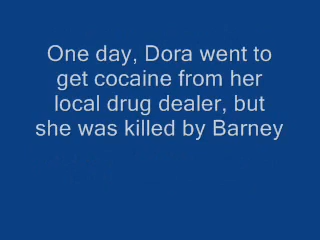 One day, Dora went to
get cocaine from her
local drug dealer, but
she was killed by Barney